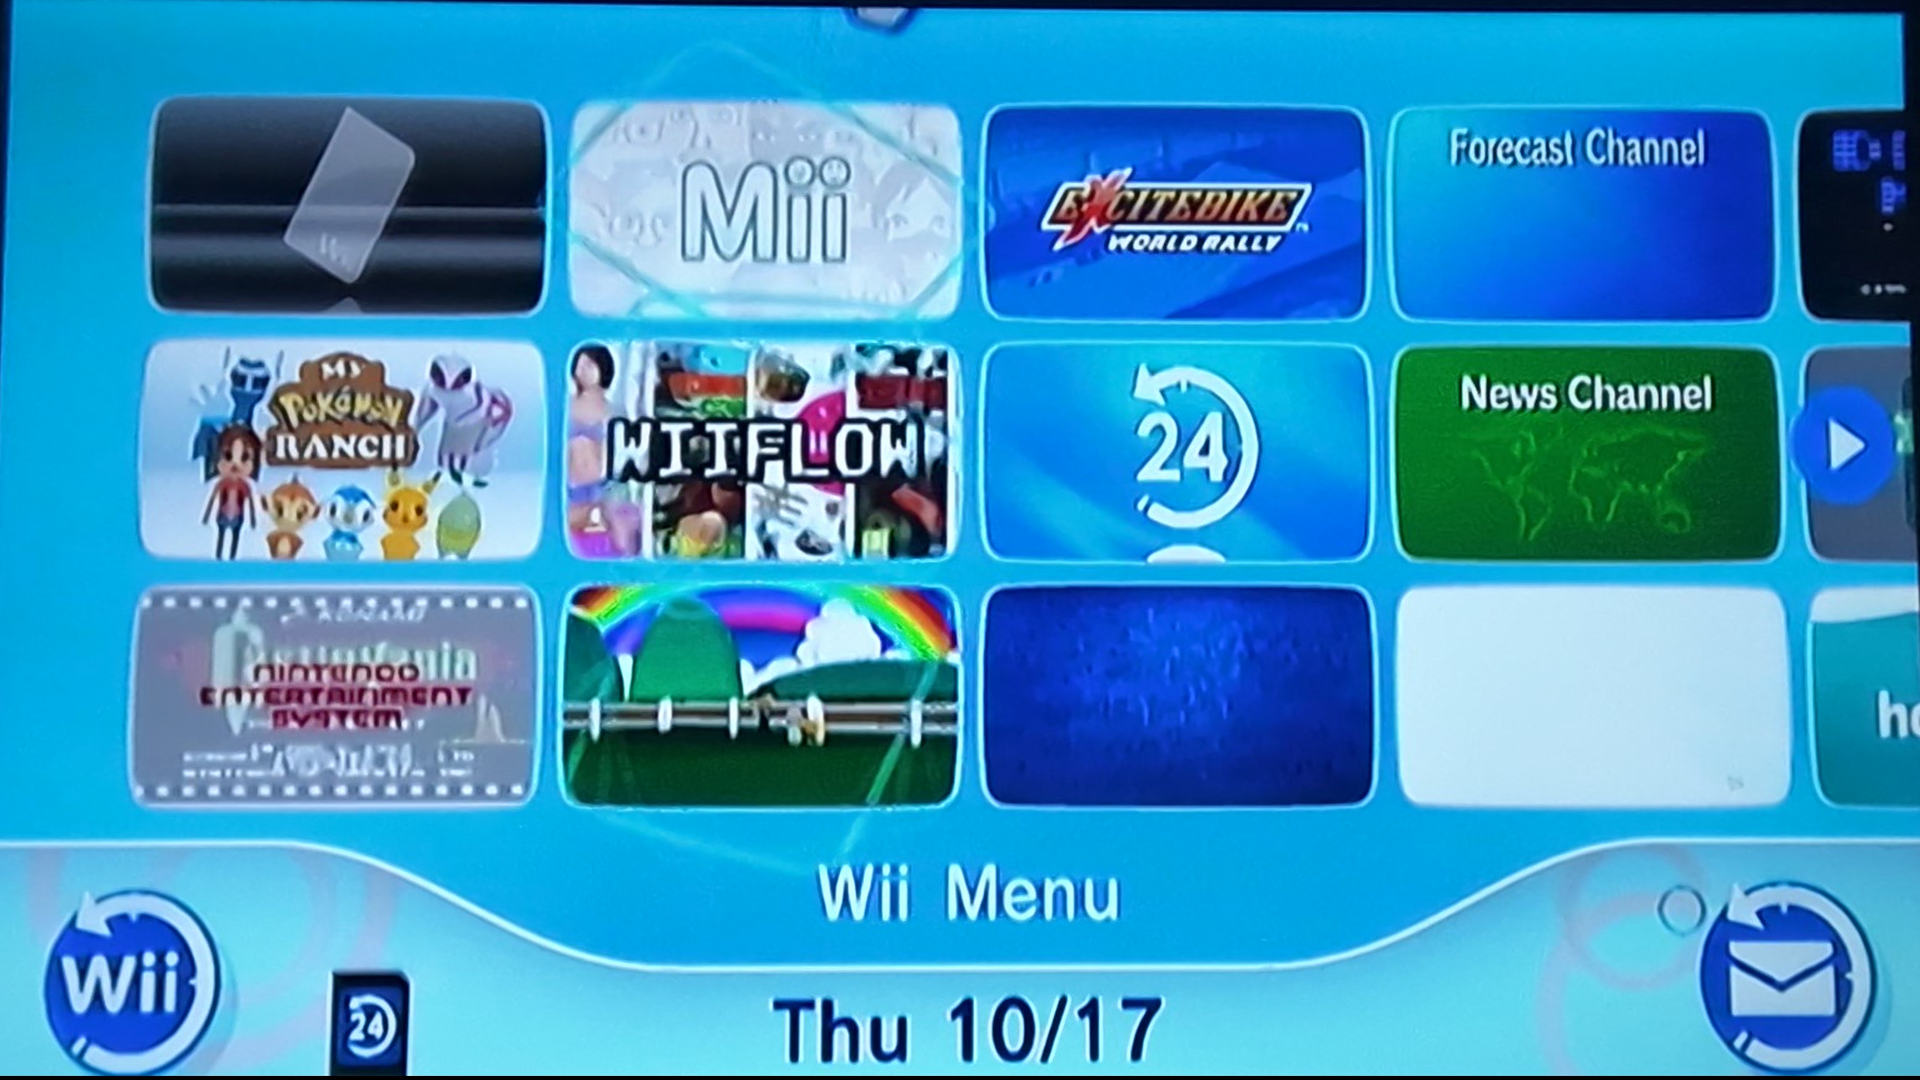 Mii
EXCITEBIKE
WORLD RALLY
Forecast Channel
MY
POKéMON
RANCH
WIIFLOW
24
News Channel
KONAMI
NINTENDO
ENTERTAINMENT
SYSTEM
Wii Menu
Wii
24
Thu 10/17